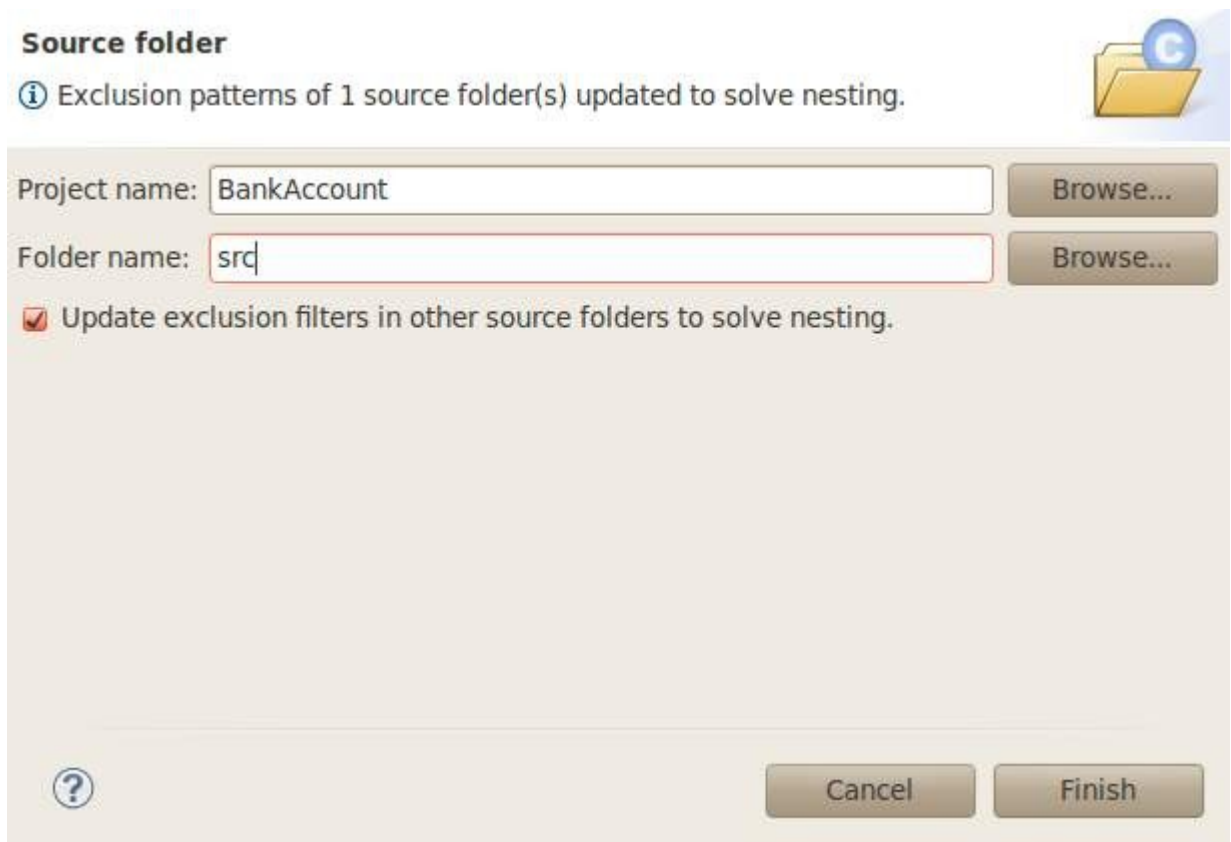 Source folder
C
Exclusion patterns of 1 source folder(s) updated to solve nesting.
Project name: BankAccount Browse...
Folder name: src Browse...
Update exclusion filters in other source folders to solve nesting.
? Cancel Finish